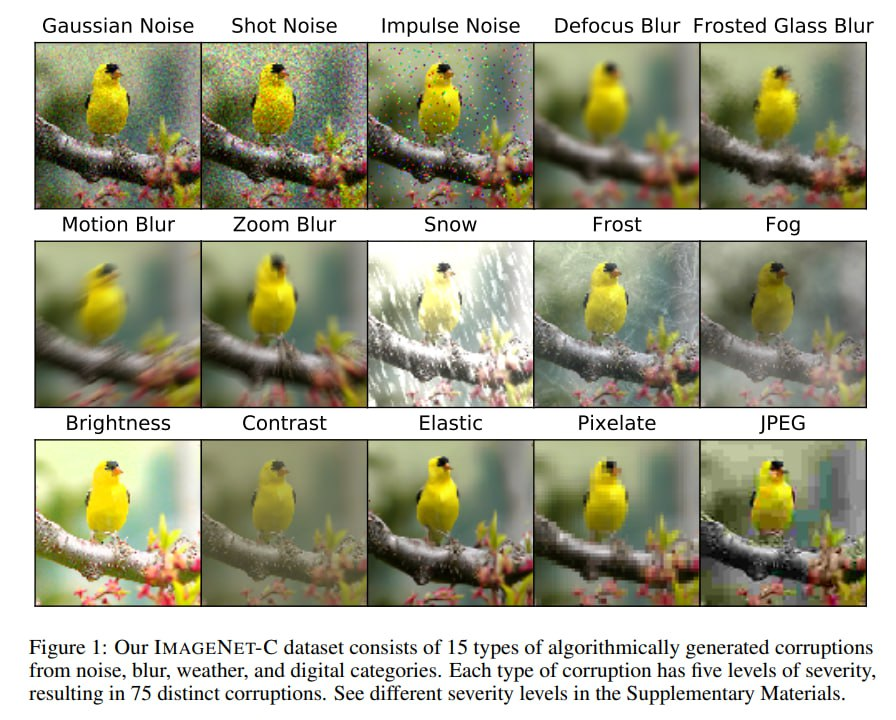 Gaussian Noise Shot Noise Impulse Noise Defocus Blur Frosted Glass Blur
Motion Blur Zoom Blur Snow Frost Fog
Brightness Contrast Elastic Pixelate JPEG
Figure 1: Our IMAGENET-C dataset consists of 15 types of algorithmically generated corruptions
from noise, blur, weather, and digital categories. Each type of corruption has five levels of severity,
resulting in 75 distinct corruptions. See different severity levels in the Supplementary Materials.